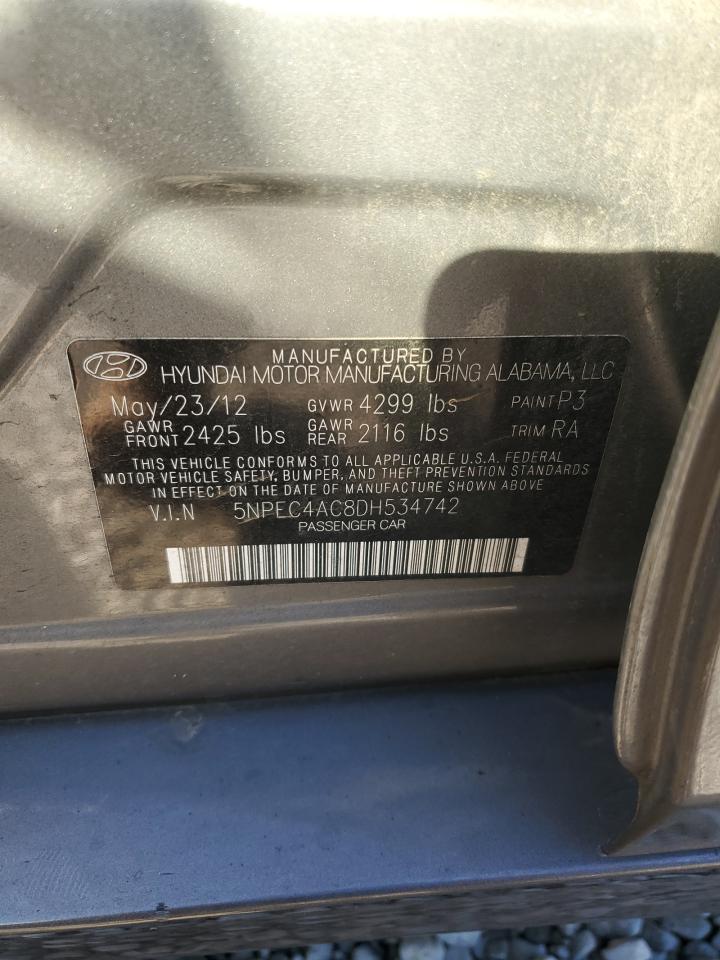 MANUFACTURED BY
HYUNDAI MOTOR MANUFACTURING ALABAMA, LLC
May/23/12 GVWR 4299 lbs PAINT P3
GAWR FRONT 2425 lbs GAWR REAR 2116 lbs TRIM RA
THIS VEHICLE CONFORMS TO ALL APPLICABLE U.S.A. FEDERAL
MOTOR VEHICLE SAFETY, BUMPER, AND THEFT PREVENTION STANDARDS
IN EFFECT ON THE DATE OF MANUFACTURE SHOWN ABOVE
V.I.N 5NPEC4AC8DH534742
PASSENGER CAR